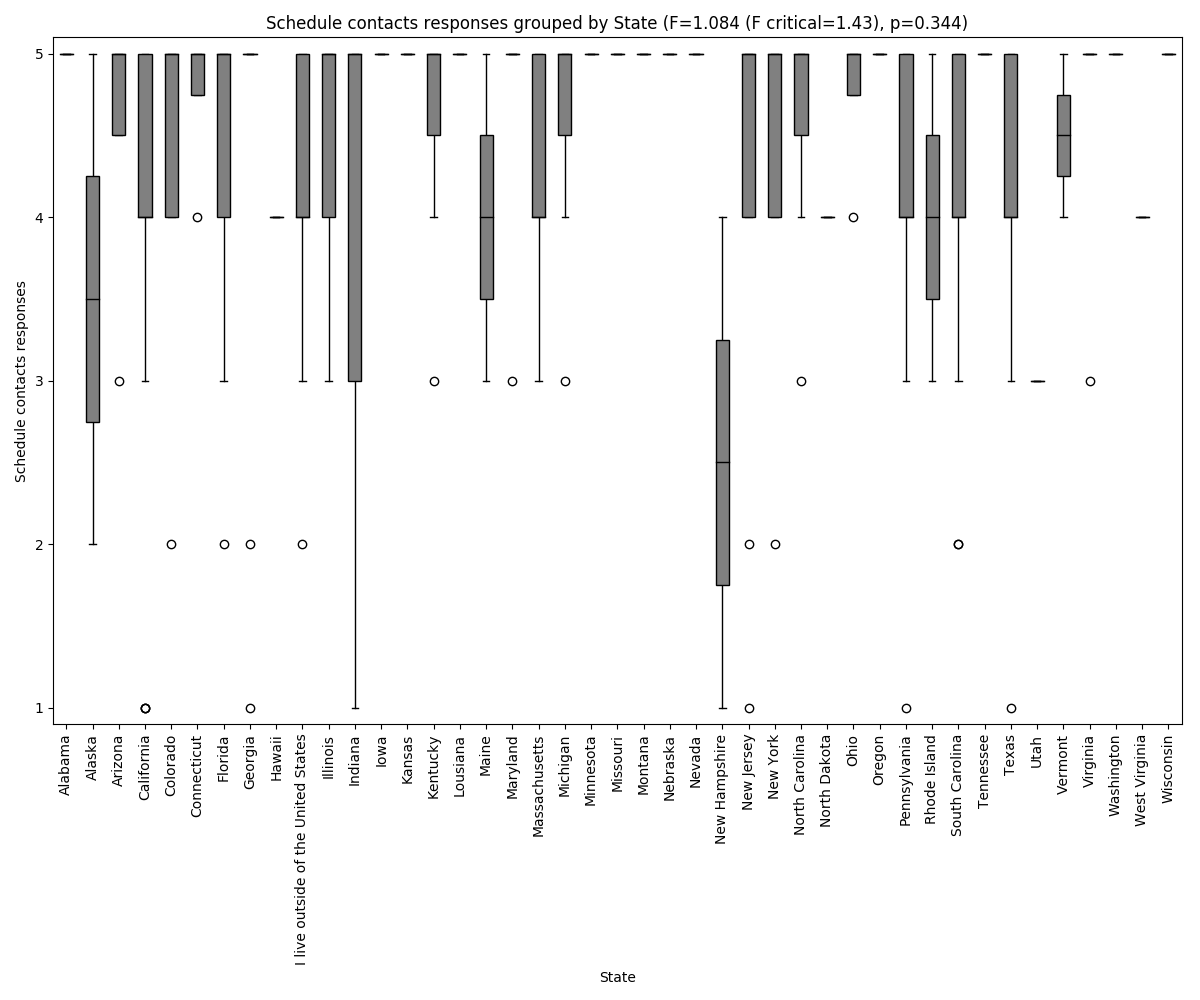 Schedule contacts responses grouped by State (F=1.084 (F critical=1.43), p=0.344)
Schedule contacts responses
5
4
3
2
1
Alabama
Alaska
Arizona
California
Colorado
Connecticut
Florida
Georgia
Hawaii
I live outside of the United States
Illinois
Indiana
Iowa
Kansas
Kentucky
Lousiana
Maine
Maryland
Massachusetts
Michigan
Minnesota
Missouri
Montana
Nebraska
Nevada
New Hampshire
New Jersey
New York
North Carolina
North Dakota
Ohio
Oregon
Pennsylvania
Rhode Island
South Carolina
Tennessee
Texas
Utah
Vermont
Virginia
Washington
West Virginia
Wisconsin
State